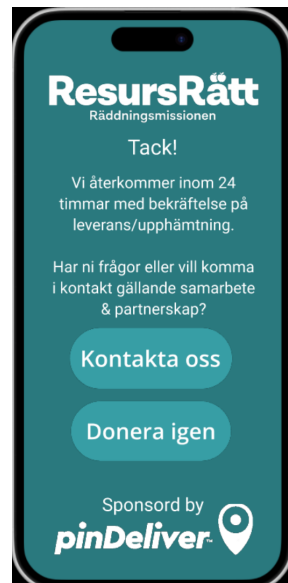 ResursRätt
Räddningsmissionen
Tack!
Vi återkommer inom 24
timmar med bekräftelse på
leverans/upphämtning.
Har ni frågor eller vill komma
i kontakt gällande samarbete
& partnerskap?
Kontakta oss
Donera igen
Sponsord by
pinDeliver™